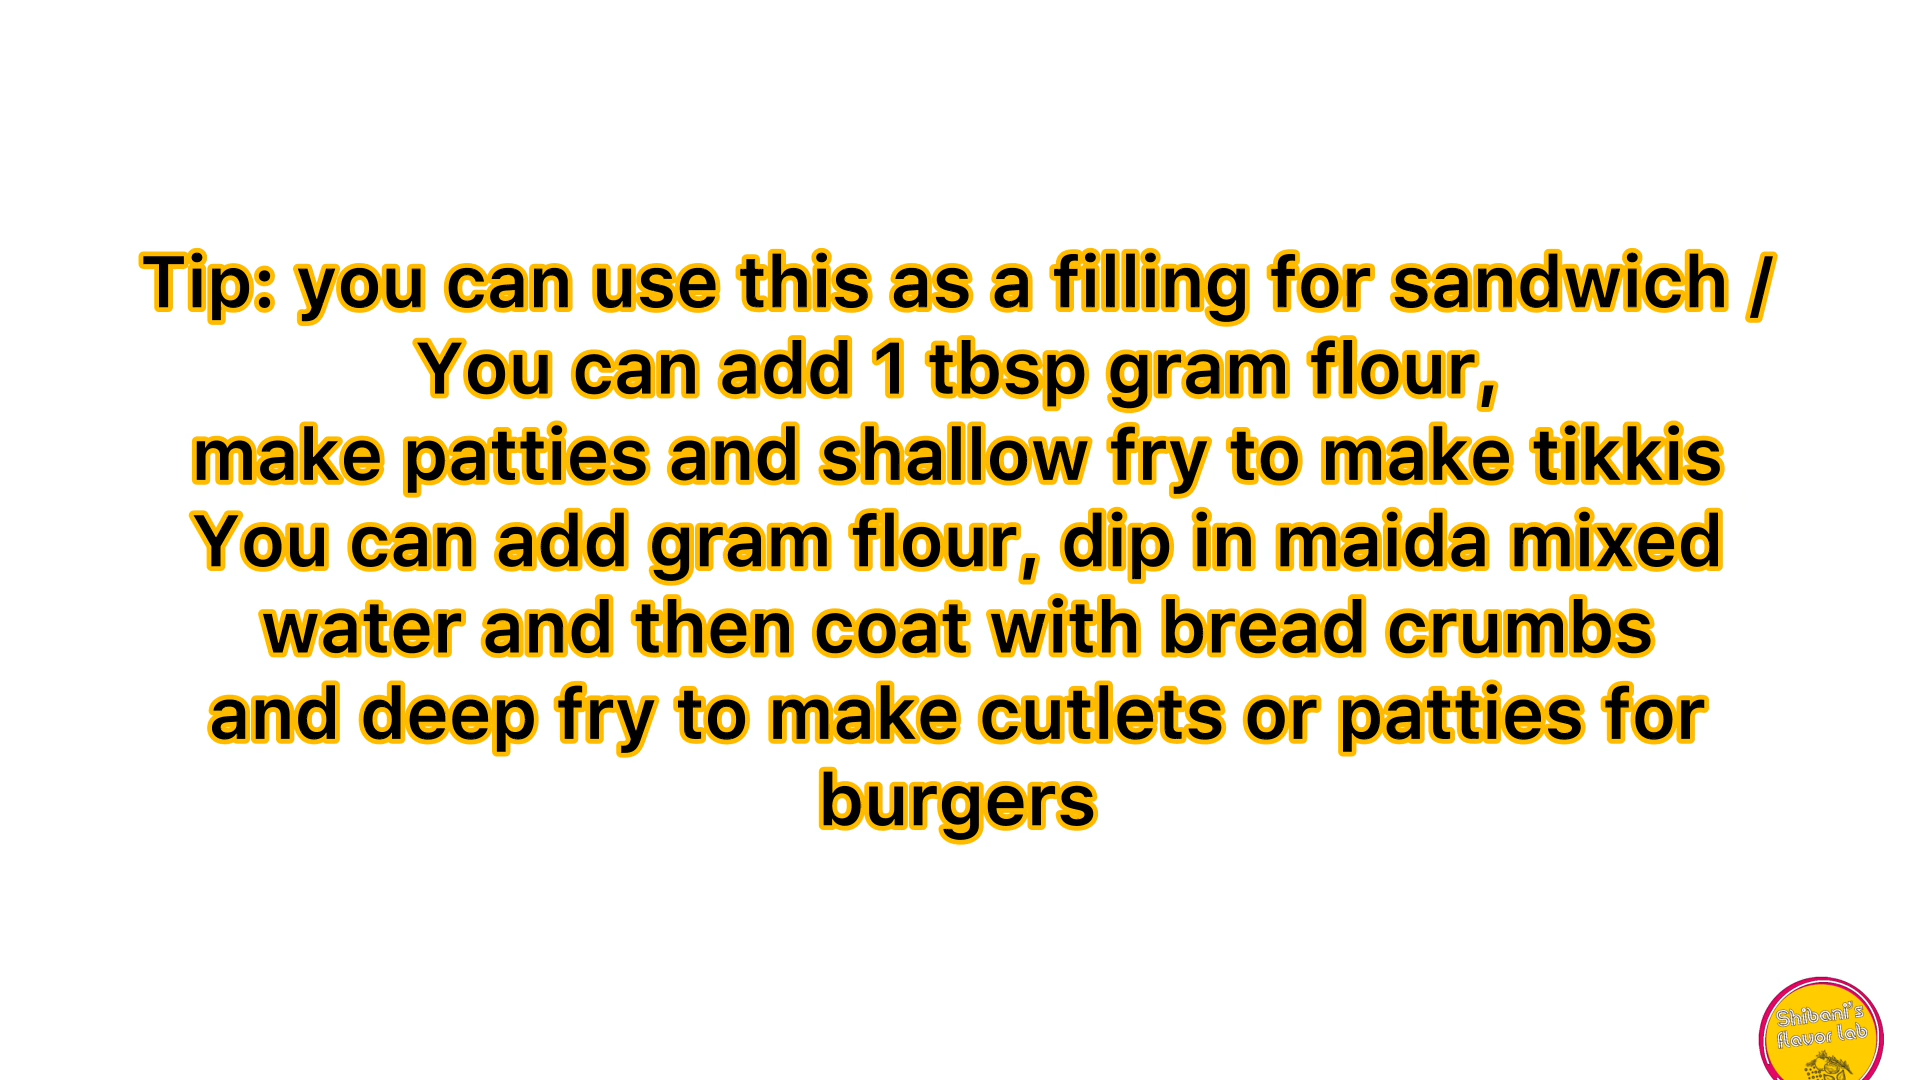 Tip: you can use this as a filling for sandwich /
You can add 1 tbsp gram flour,
make patties and shallow fry to make tikkis
You can add gram flour, dip in maida mixed
water and then coat with bread crumbs
and deep fry to make cutlets or patties for
burgers
Shibani's
flavor lab